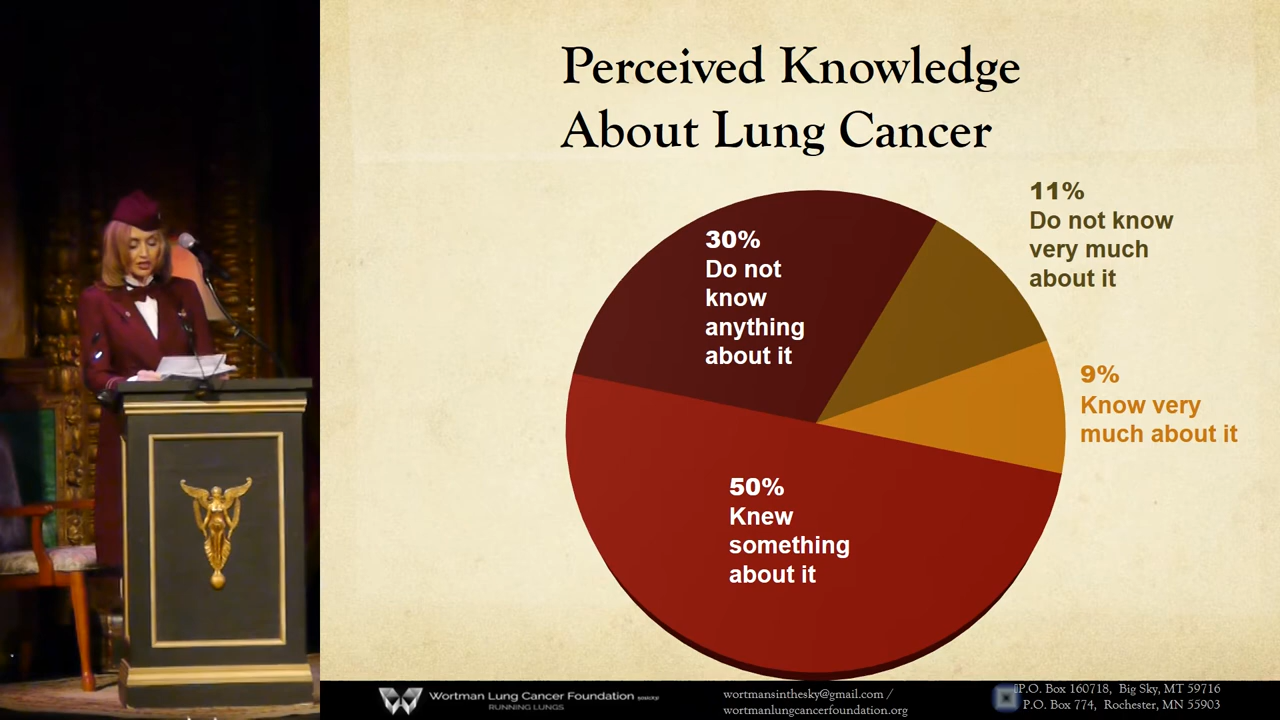 Perceived Knowledge
About Lung Cancer
30%
Do not
know
anything
about it
11%
Do not know
very much
about it
9%
Know very
much about it
50%
Knew
something
about it
Wortman Lung Cancer Foundation
RUNNING LUNGS
wortmansinthesky@gmail.com /
wortmanlungcancerfoundation.org
P.O. Box 160718, Big Sky, MT 59716
P.O. Box 774, Rochester, MN 55903